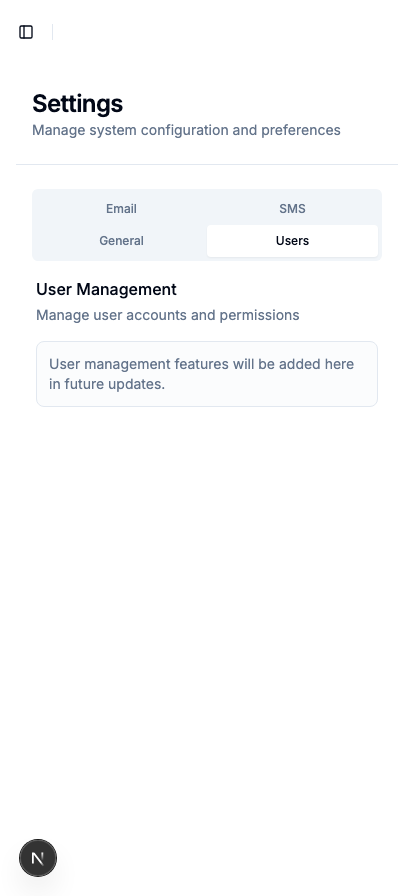 Settings
Manage system configuration and preferences
Email
SMS
General
Users
User Management
Manage user accounts and permissions
User management features will be added here
in future updates.
N